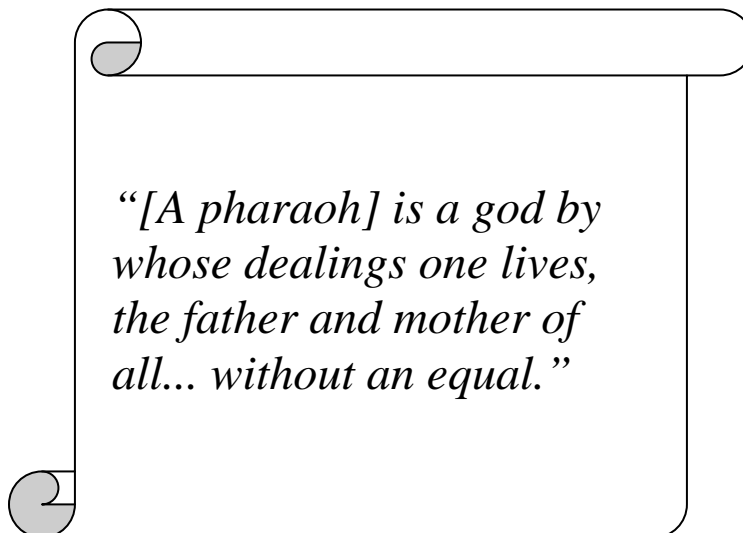 “[A pharaoh] is a god by
whose dealings one lives,
the father and mother of
all... without an equal.”